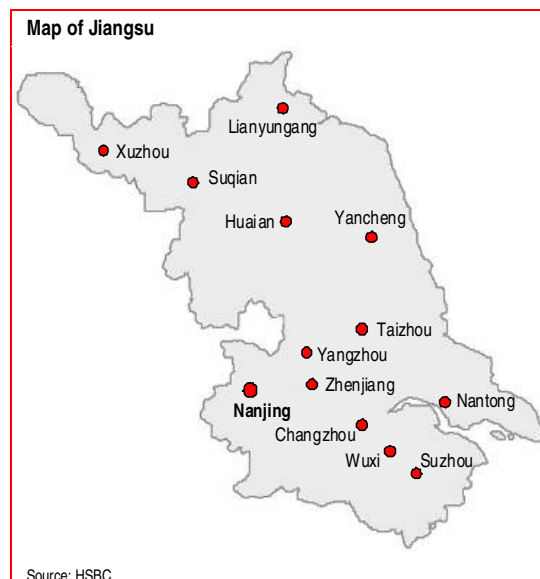 Map of Jiangsu
Lianyungang
Xuzhou
Suqian
Huaian
Yancheng
Taizhou
Yangzhou
Zhenjiang
Nanjing
Nantong
Changzhou
Wuxi
Suzhou
Source: HSBC